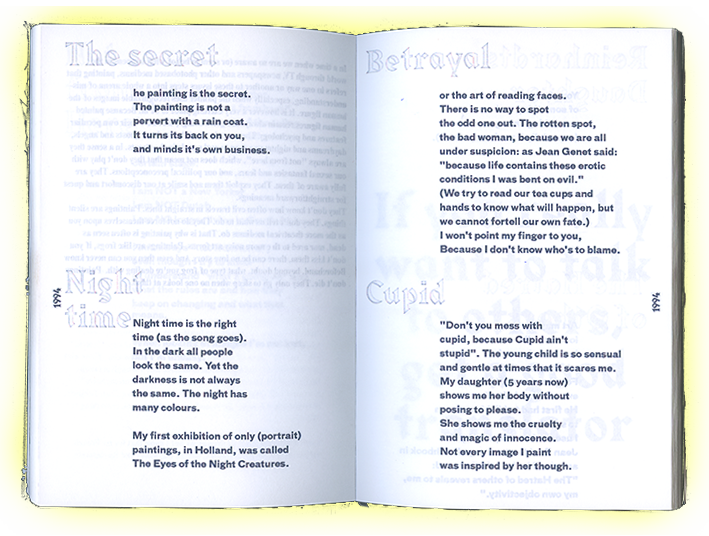 The secret
he painting is the secret.
The painting is not a
pervert with a rain coat.
It turns its back on you,
and minds it's own business.
Night
time
Night time is the right
time (as the song goes).
In the dark all people
look the same. Yet the
darkness is not always
the same. The night has
many colours.
My first exhibition of only (portrait)
paintings, in Holland, was called
The Eyes of the Night Creatures.
1994
Betrayal
or the art of reading faces.
There is no way to spot
the odd one out. The rotten spot,
the bad woman, because we are all
under suspicion: as Jean Genet said:
"because life contains these erotic
conditions I was bent on evil."
(We try to read our tea cups and
hands to know what will happen, but
we cannot fortell our own fate.)
I won't point my finger to you,
Because I don't know who's to blame.
Cupid
"Don't you mess with
cupid, because Cupid ain't
stupid". The young child is so sensual
and gentle at times that it scares me.
My daughter (5 years now)
shows me her body without
posing to please.
She shows me the cruelty
and magic of innocence.
Not every image I paint
was inspired by her though.
1994